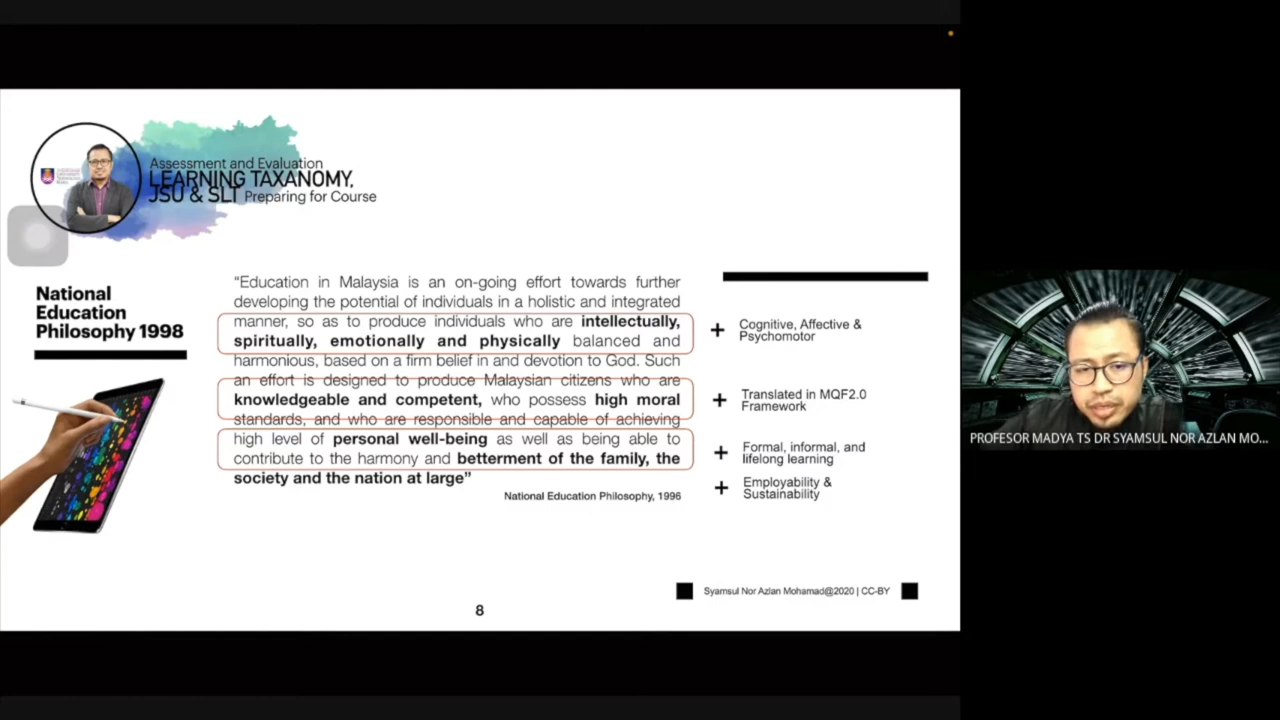 Assessment and Evaluation
LEARNING TAXANOMY,
JSU & SLT Preparing for Course
National
Education
Philosophy 1998
“Education in Malaysia is an on-going effort towards further
developing the potential of individuals in a holistic and integrated
manner, so as to produce individuals who are intellectually,
spiritually, emotionally and physically balanced and
harmonious, based on a firm belief in and devotion to God. Such
an effort is designed to produce Malaysian citizens who are
knowledgeable and competent, who possess high moral
standards, and who are responsible and capable of achieving
high level of personal well-being as well as being able to
contribute to the harmony and betterment of the family, the
society and the nation at large”
National Education Philosophy, 1996
+ Cognitive, Affective &
Psychomotor
+ Translated in MQF2.0
Framework
+ Formal, informal, and
lifelong learning
+ Employability &
Sustainability
Syamsul Nor Azlan Mohamad@2020 | CC-BY
8
PROFESOR MADYA TS DR SYAMSUL NOR AZLAN MO...